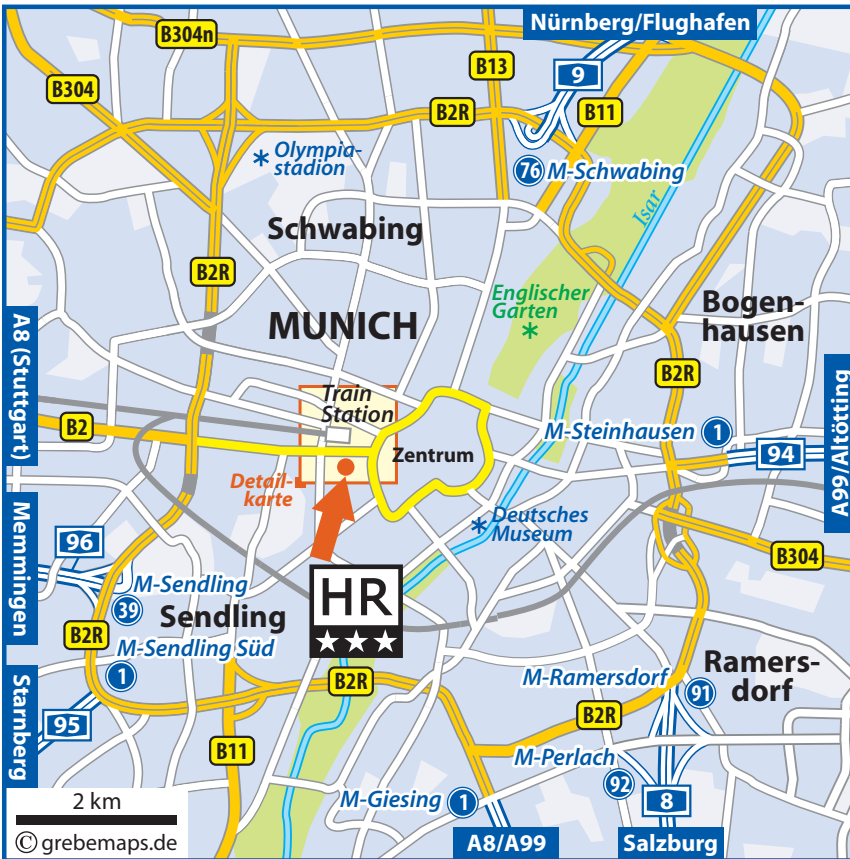 Nürnberg/Flughafen
B304n
B13
9
B304
B2R
B11
Olympia-
stadion
76 M-Schwabing
Isar
Schwabing
B2R
Englischer
Garten
Bogen-
hausen
MUNICH
A8 (Stuttgart)
A99/Altötting
B2R
Train
Station
B2
M-Steinhausen 1
94
Zentrum
Detail-
karte
Deutsches
Museum
Memmingen
96
B304
M-Sendling
39
HR
Sendling
B2R
M-Sendling Süd
1
Ramers-
dorf
M-Ramersdorf
91
B2R
Starnberg
95
B2R
B11
M-Perlach
92
2 km
M-Giesing 1
8
© grebemaps.de
A8/A99
Salzburg